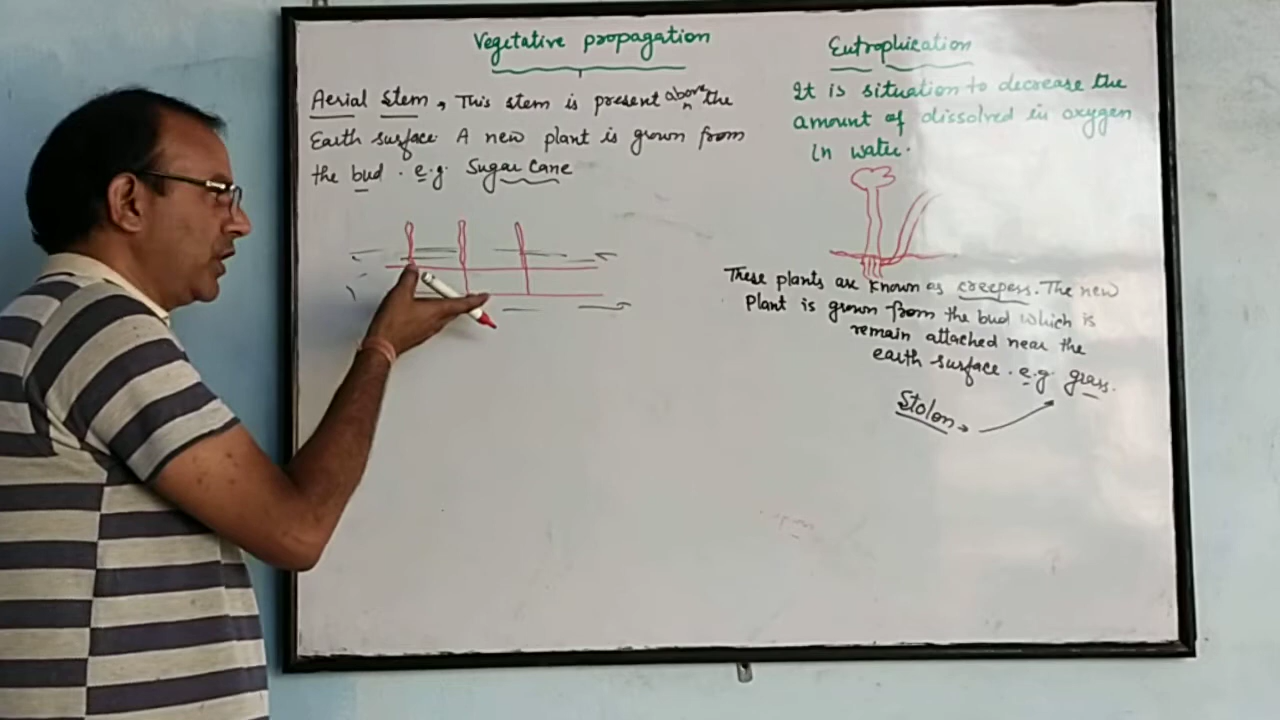 Vegetative propagation
Aerial stem, This stem is present above the
Earth surface. A new plant is grown from
the bud. e.g. Sugar Cane
Eutrophication
It is situation to decrease the
amount of dissolved in oxygen
in water.
These plants are known as creepers. The new
Plant is grown from the bud which is
remain attached near the
earth surface. e.g. grass.
Stolon